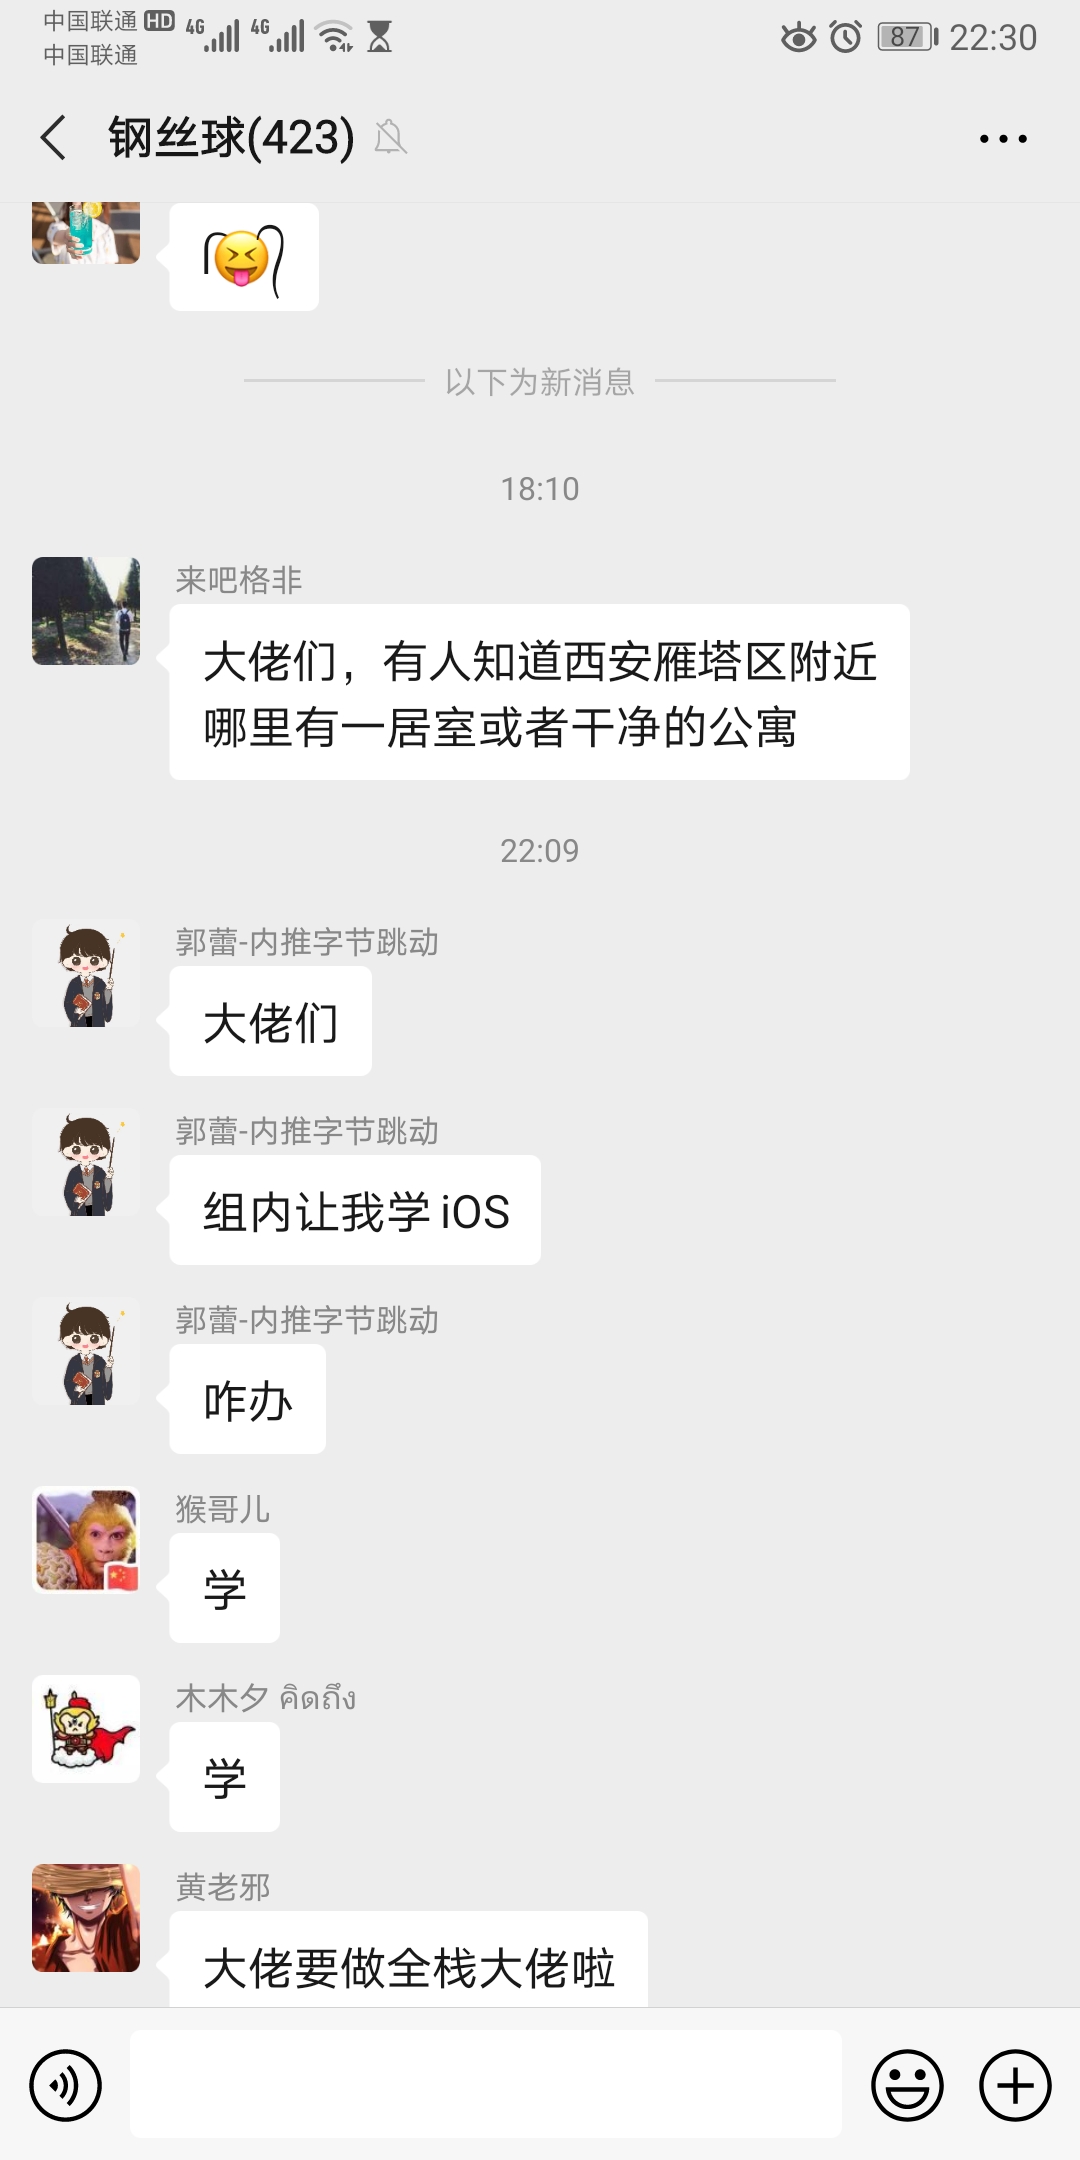 中国联通 HD 4G 4G 87 22:30
中国联通
钢丝球(423)
以下为新消息
18:10
来吧格非
大佬们，有人知道西安雁塔区附近
哪里有一居室或者干净的公寓
22:09
郭蕾-内推字节跳动
大佬们
郭蕾-内推字节跳动
组内让我学 iOS
郭蕾-内推字节跳动
咋办
猴哥儿
学
木木夕 คิดถึง
学
黄老邪
大佬要做全栈大佬啦